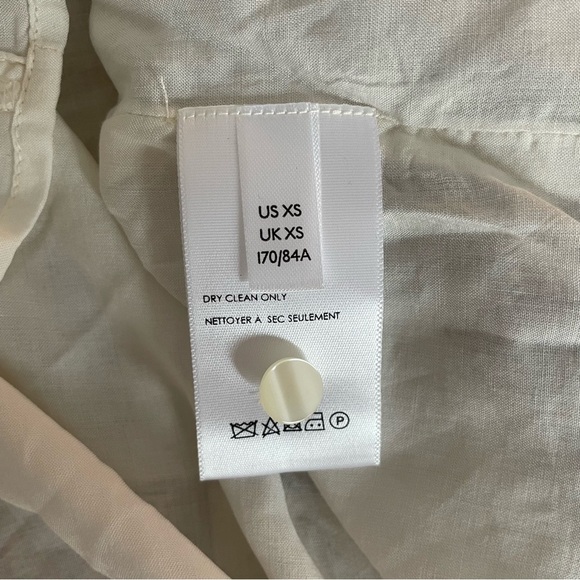 US XS
UK XS
170/84A
DRY CLEAN ONLY
NETTOYER A SEC SEULEMENT
P